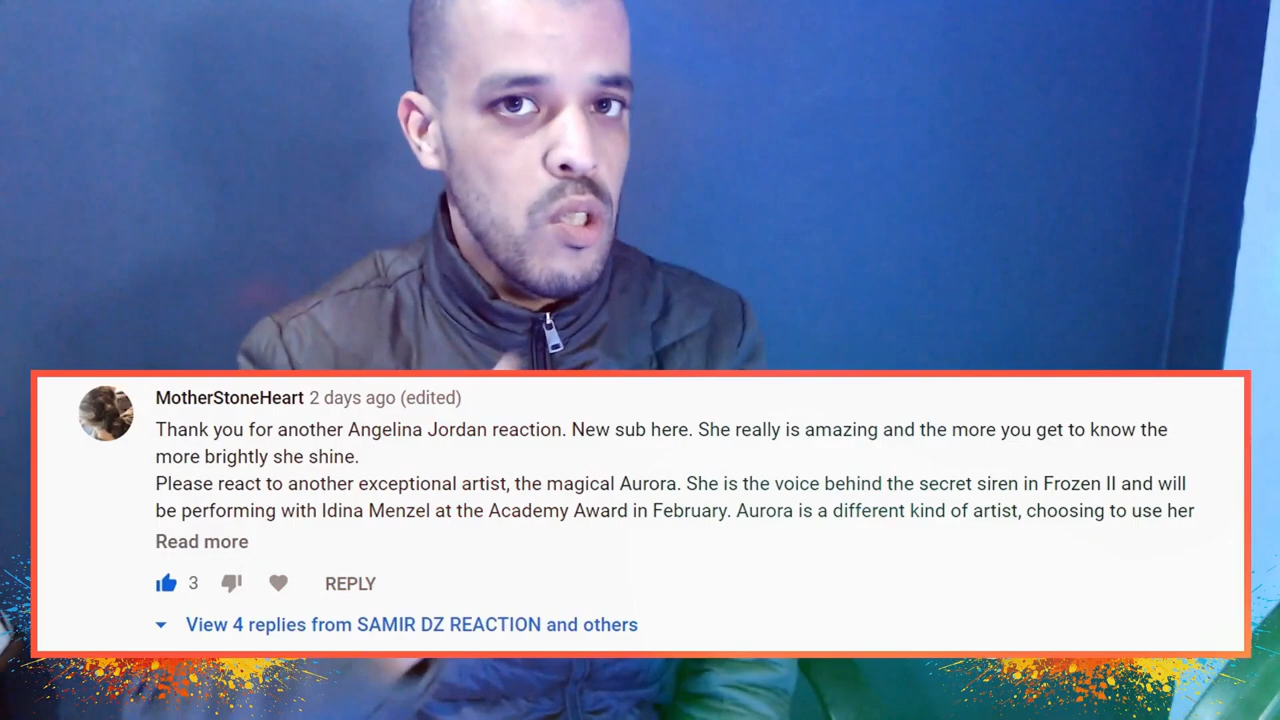 MotherStoneHeart 2 days ago (edited)
Thank you for another Angelina Jordan reaction. New sub here. She really is amazing and the more you get to know the
more brightly she shine.
Please react to another exceptional artist, the magical Aurora. She is the voice behind the secret siren in Frozen II and will
be performing with Idina Menzel at the Academy Award in February. Aurora is a different kind of artist, choosing to use her
Read more
3 REPLY
View 4 replies from SAMIR DZ REACTION and others